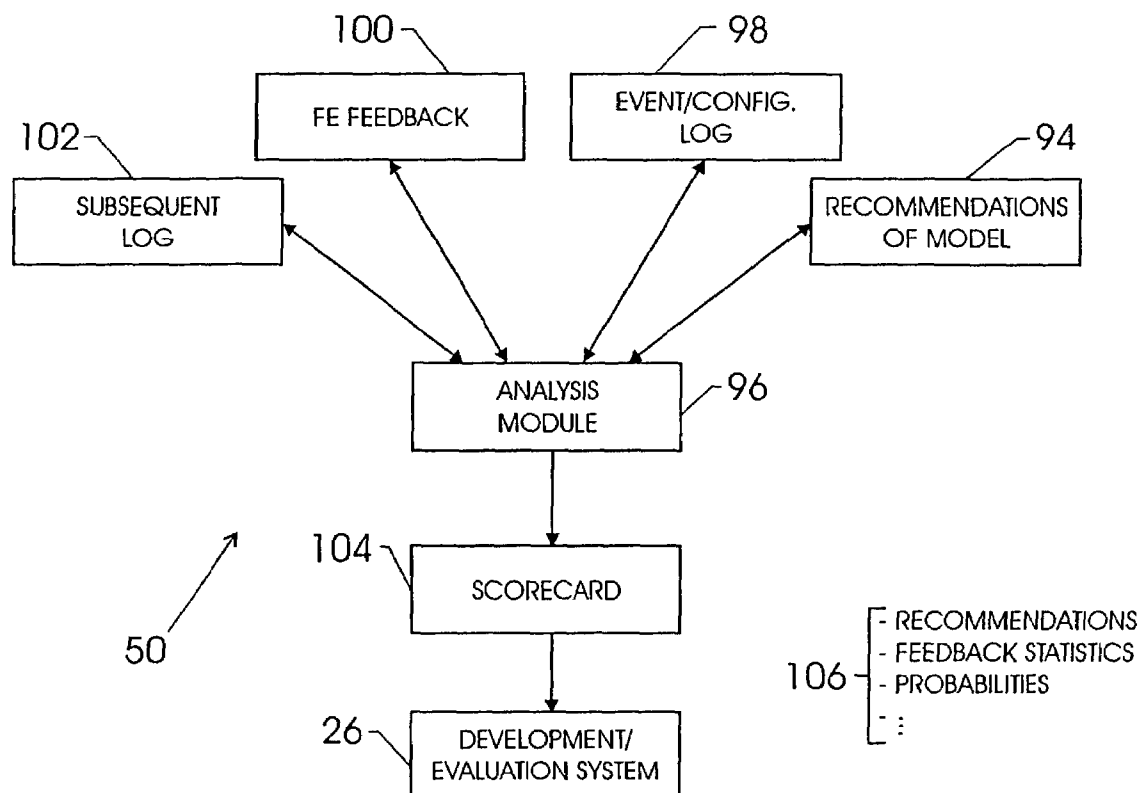 100
98
FE FEEDBACK
EVENT/CONFIG.
LOG
102
94
SUBSEQUENT
LOG
RECOMMENDATIONS
OF MODEL
ANALYSIS
MODULE
96
104
SCORECARD
50
106
- RECOMMENDATIONS
- FEEDBACK STATISTICS
- PROBABILITIES
- ⋮
26
DEVELOPMENT/
EVALUATION SYSTEM